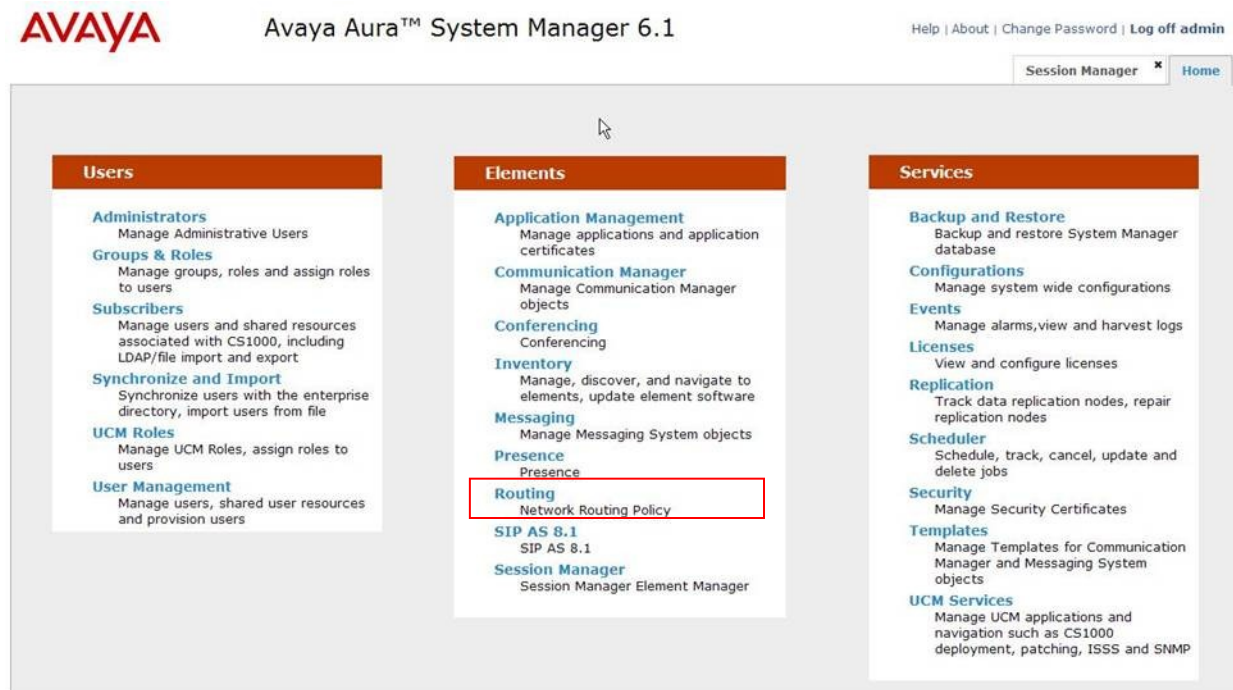 AVAYA
Avaya Aura™ System Manager 6.1
Help | About | Change Password | Log off admin
Session Manager ✖ Home
Users
Administrators
Manage Administrative Users
Groups & Roles
Manage groups, roles and assign roles
to users
Subscribers
Manage users and shared resources
associated with CS1000, including
LDAP/file import and export
Synchronize and Import
Synchronize users with the enterprise
directory, import users from file
UCM Roles
Manage UCM Roles, assign roles to
users
User Management
Manage users, shared user resources
and provision users
Elements
Application Management
Manage applications and application
certificates
Communication Manager
Manage Communication Manager
objects
Conferencing
Conferencing
Inventory
Manage, discover, and navigate to
elements, update element software
Messaging
Manage Messaging System objects
Presence
Presence
Routing
Network Routing Policy
SIP AS 8.1
SIP AS 8.1
Session Manager
Session Manager Element Manager
Services
Backup and Restore
Backup and restore System Manager
database
Configurations
Manage system wide configurations
Events
Manage alarms,view and harvest logs
Licenses
View and configure licenses
Replication
Track data replication nodes, repair
replication nodes
Scheduler
Schedule, track, cancel, update and
delete jobs
Security
Manage Security Certificates
Templates
Manage Templates for Communication
Manager and Messaging System
objects
UCM Services
Manage UCM applications and
navigation such as CS1000
deployment, patching, ISSS and SNMP